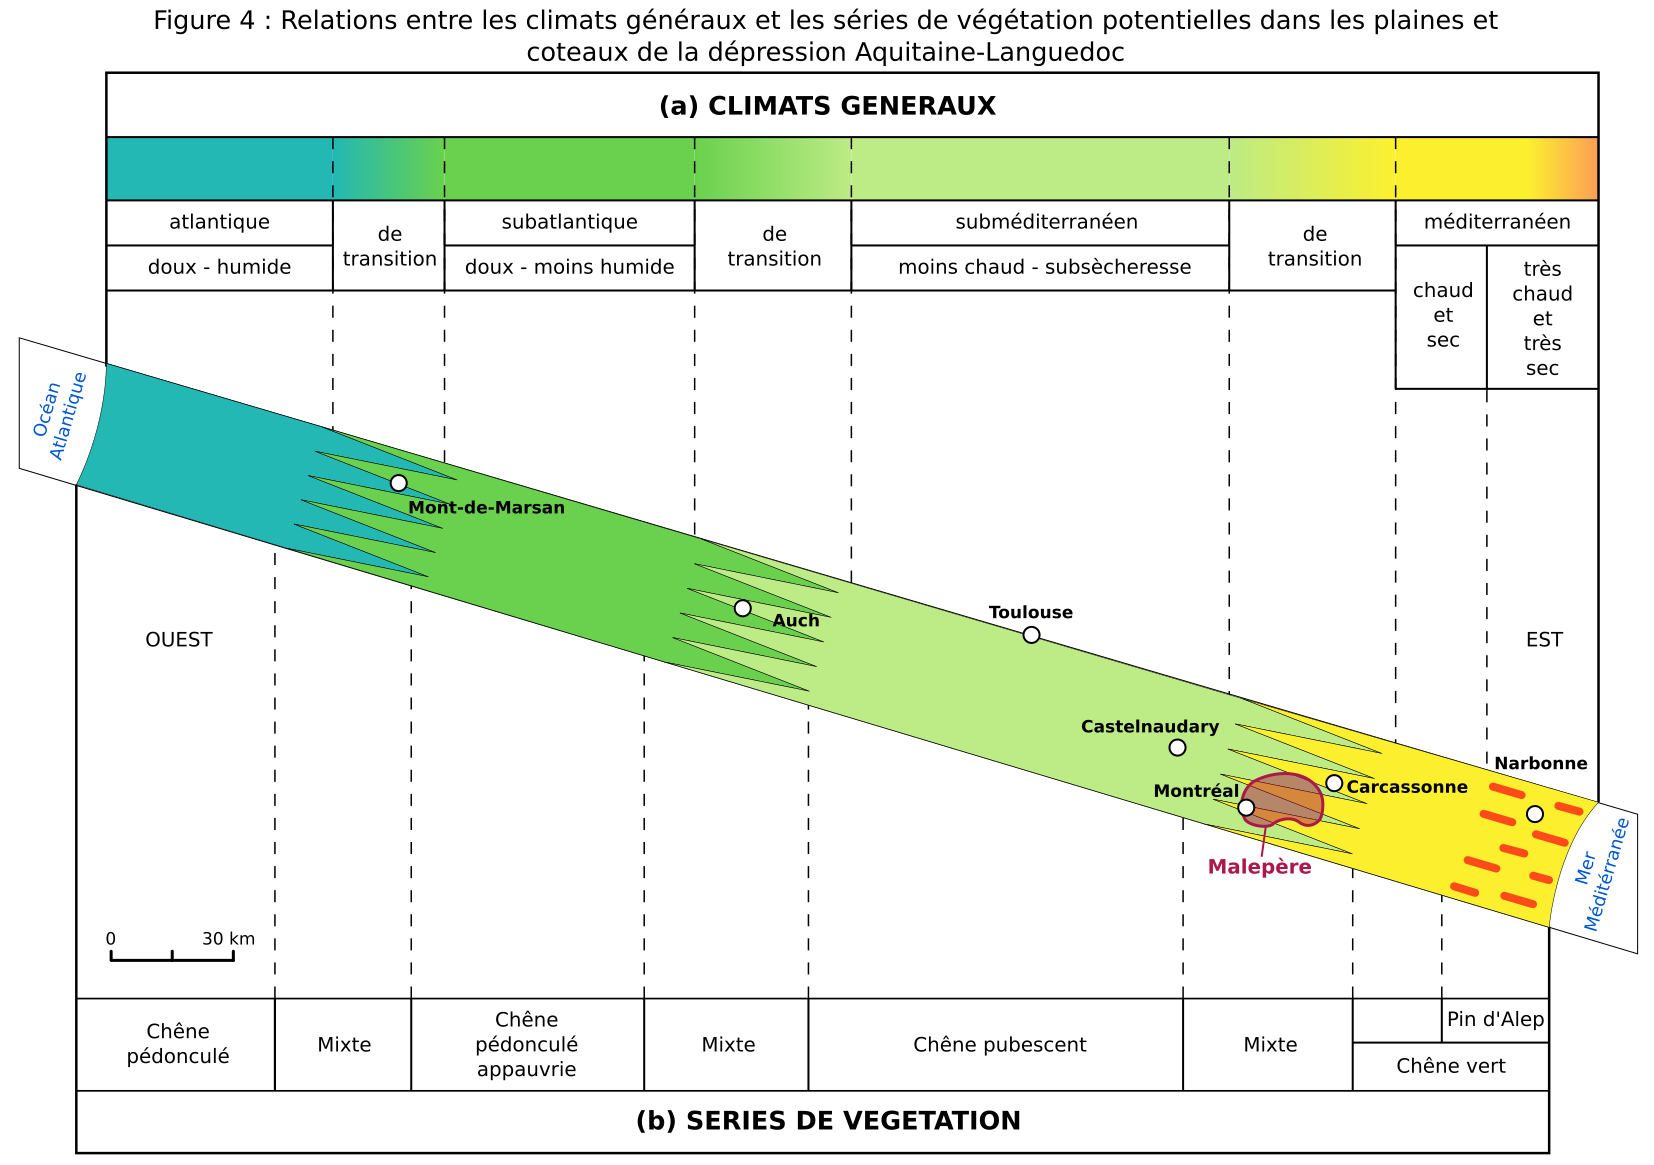 Figure 4 : Relations entre les climats généraux et les séries de végétation potentielles dans les plaines et
coteaux de la dépression Aquitaine-Languedoc
(a) CLIMATS GENERAUX
atlantique
doux - humide
de
transition
subatlantique
doux - moins humide
de
transition
subméditerranéen
moins chaud - subsècheresse
de
transition
méditerranéen
chaud
et
sec
très
chaud
et
très
sec
Océan
Atlantique
Mont-de-Marsan
Auch
Toulouse
OUEST
EST
Castelnaudary
Narbonne
Montréal
Carcassonne
Malepère
Mer
Méditérranée
0
30 km
Chêne
pédonculé
Mixte
Chêne
pédonculé
appauvrie
Mixte
Chêne pubescent
Mixte
Pin d'Alep
Chêne vert
(b) SERIES DE VEGETATION